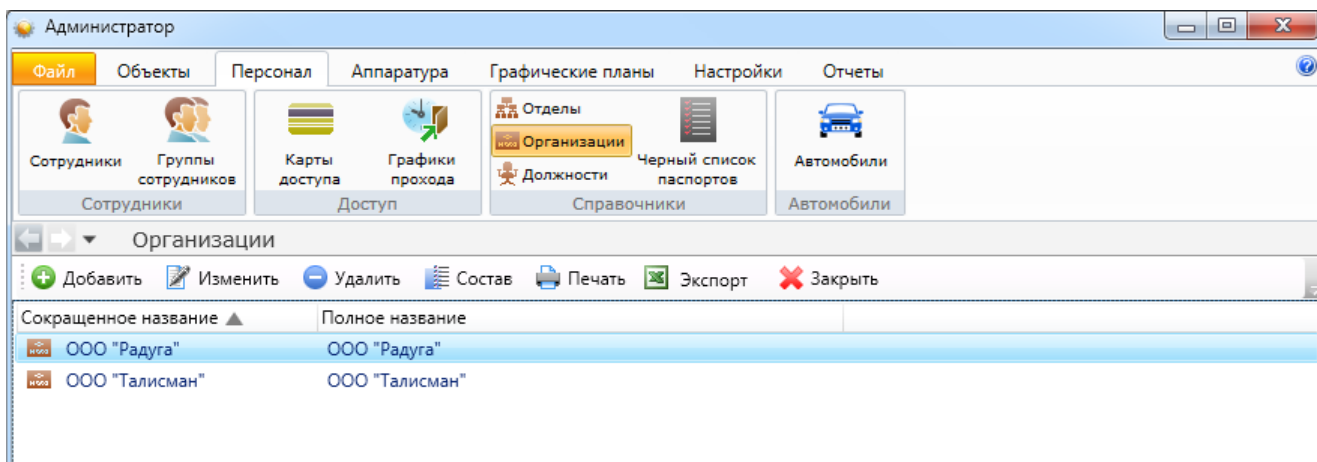 Администратор
Файл Объекты Персонал Аппаратура Графические планы Настройки Отчеты
Сотрудники
Группы сотрудников
Сотрудники
Карты доступа
Графики прохода
Доступ
Отделы
Организации
Должности
Черный список паспортов
Справочники
Автомобили
Автомобили
Организации
Добавить Изменить Удалить Состав Печать Экспорт Закрыть
Сокращенное название Полное название
ООО "Радуга" ООО "Радуга"
ООО "Талисман" ООО "Талисман"